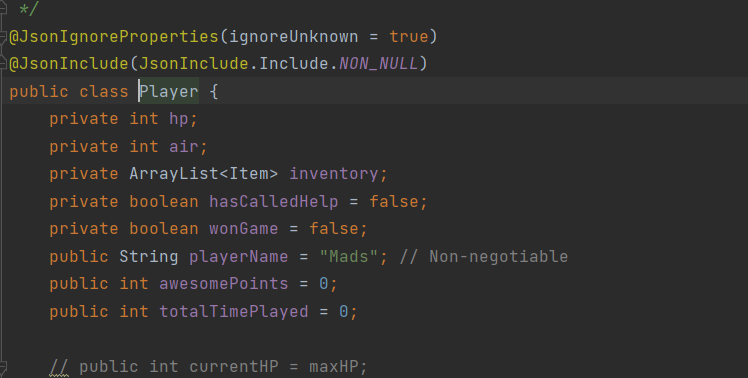 */
@JsonIgnoreProperties(ignoreUnknown = true)
@JsonInclude(JsonInclude.Include.NON_NULL)
public class Player {
private int hp;
private int air;
private ArrayList<Item> inventory;
private boolean hasCalledHelp = false;
private boolean wonGame = false;
public String playerName = "Mads"; // Non-negotiable
public int awesomePoints = 0;
public int totalTimePlayed = 0;
// public int currentHP = maxHP;